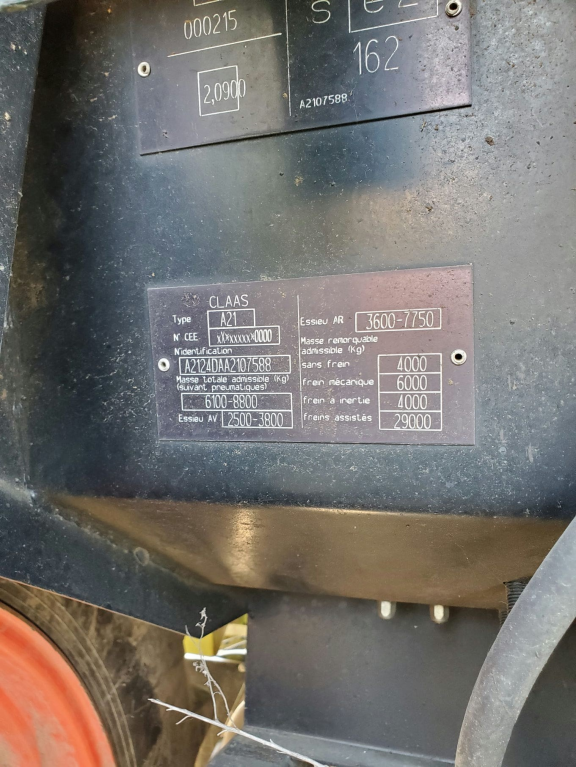 000215
S
2,0900
162
A2107588
CLAAS
Type A21
N° CEE.
N°identification
A2124DAA2107588
Masse totale admissible (Kg)
(suivant pneumatiques)
6100-8800
Essieu AV 2500-3800
Essieu AR 3600-7750
Masse remorquable
admissible (Kg)
sans frein 4000
frein mécanique 6000
frein à inertie 4000
freins assistés 29000